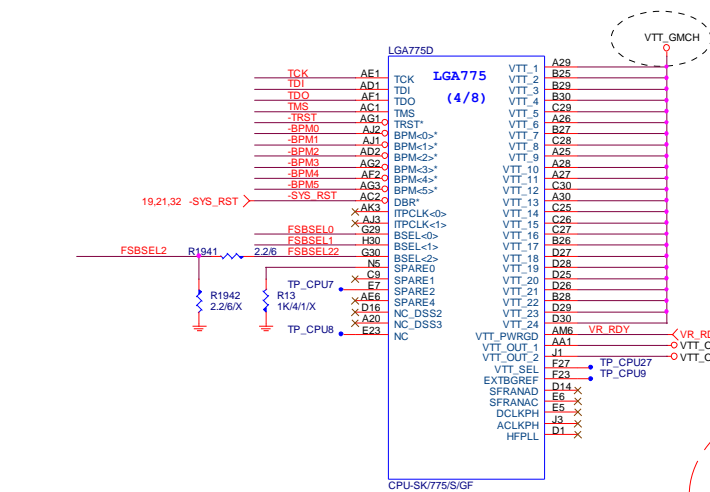 VTT_GMCH
LGA775D
LGA775
(4/8)
TCK AE1 TCK
TDI AD1 TDI
TDO AF1 TDO
TMS AC1 TMS
-TRST AG1 TRST*
-BPM0 AJ2 BPM<0>*
-BPM1 AJ1 BPM<1>*
-BPM2 AD2 BPM<2>*
-BPM3 AG2 BPM<3>*
-BPM4 AF2 BPM<4>*
-BPM5 AG3 BPM<5>*
19,21,32 -SYS_RST -SYS_RST AC2 DBR*
AK3 ITPCLK<0>
AJ3 ITPCLK<1>
FSBSEL0 G29 BSEL<0>
FSBSEL1 H30 BSEL<1>
FSBSEL2 R1941 2.2/6 FSBSEL22 G30 BSEL<2>
N5 SPARE0
C9 SPARE1
TP_CPU7 E7 SPARE2
AE6 SPARE4
D16 NC_DSS2
A20 NC_DSS3
TP_CPU8 E23 NC
R1942
2.2/6/X
R13
1K/4/1/X
VTT_1 A29
VTT_2 B25
VTT_3 B29
VTT_4 B30
VTT_5 C29
VTT_6 A26
VTT_7 B27
VTT_8 C28
VTT_9 A25
VTT_10 A28
VTT_11 A27
VTT_12 C30
VTT_13 A30
VTT_14 C25
VTT_15 C26
VTT_16 C27
VTT_17 B26
VTT_18 D27
VTT_19 D28
VTT_20 D25
VTT_21 D26
VTT_22 B28
VTT_23 D29
VTT_24 D30
VTT_PWRGD AM6 VR_RDY
VTT_OUT_1 AA1
VTT_OUT_2 J1
VTT_SEL F27 TP_CPU27
EXTBGREF F23 TP_CPU9
SFRANAD D14
SFRANAC E6
DCLKPH E5
ACLKPH J3
HFPLL D1
CPU-SK/775/S/GF